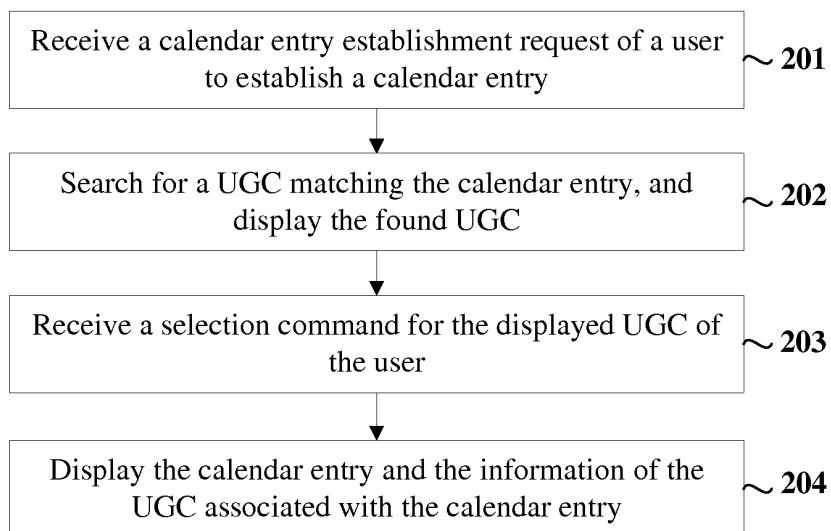 Receive a calendar entry establishment request of a user
to establish a calendar entry
201
Search for a UGC matching the calendar entry, and
display the found UGC
202
Receive a selection command for the displayed UGC of
the user
203
Display the calendar entry and the information of the
UGC associated with the calendar entry
204